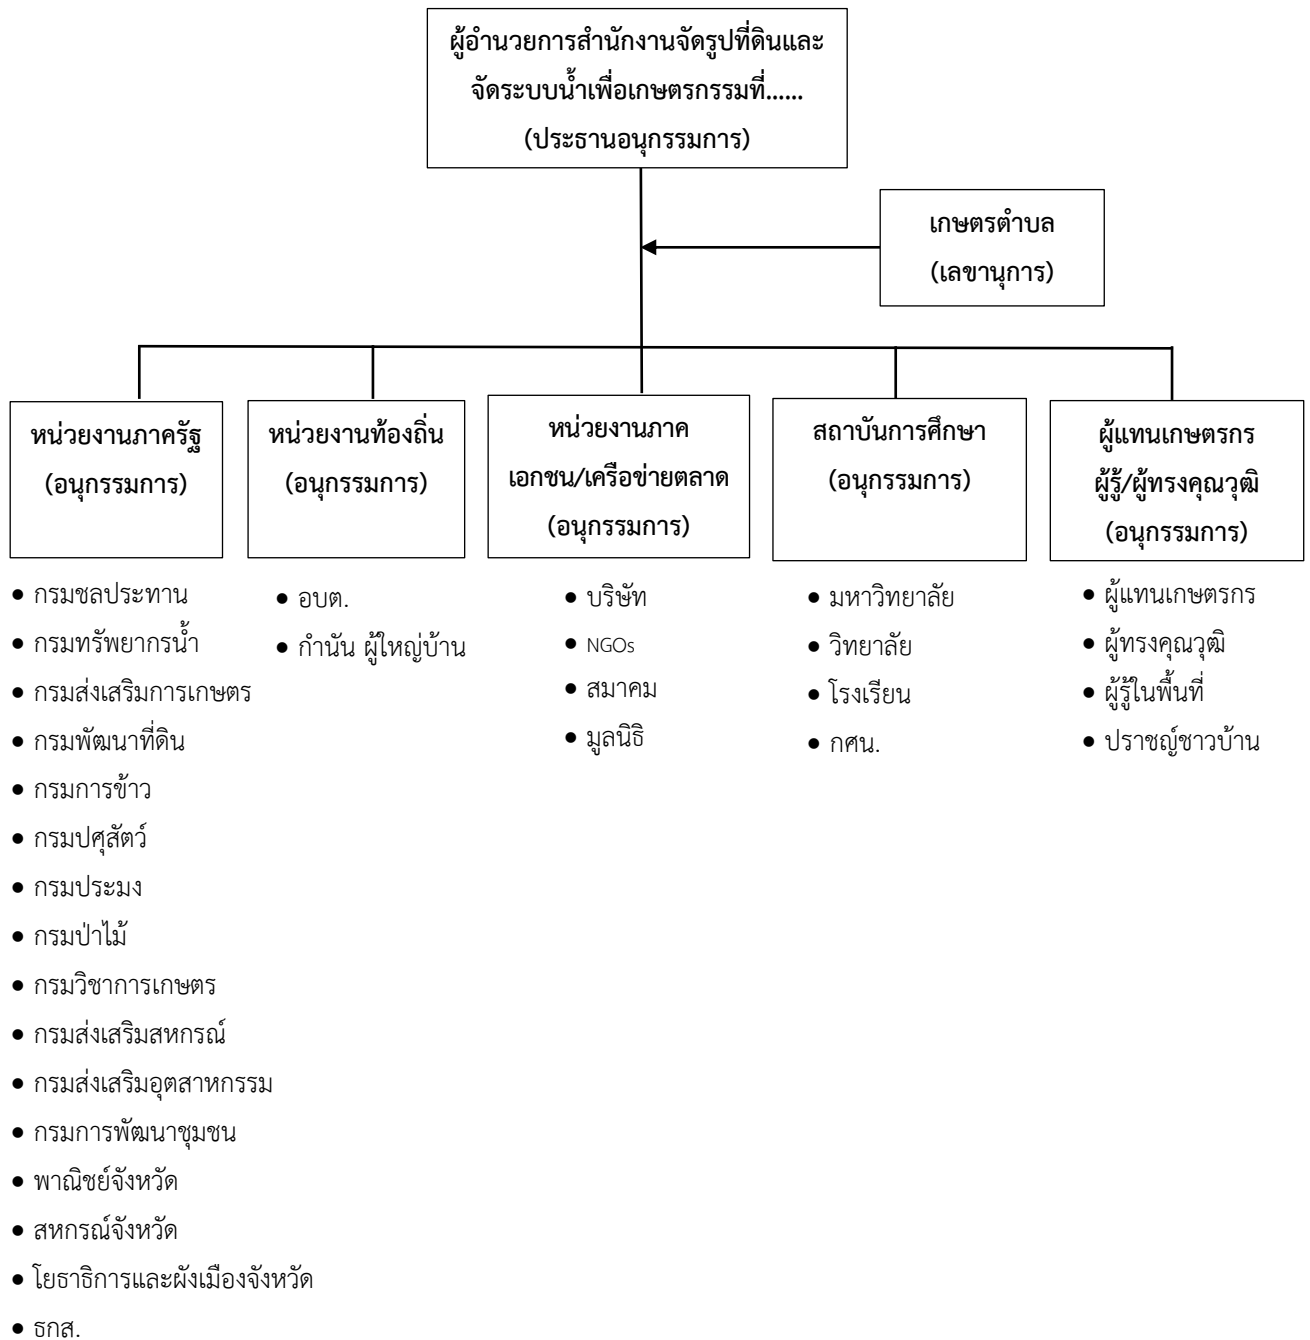 ผู้อำนวยการสำนักงานจัดรูปที่ดินและ
จัดระบบน้ำเพื่อเกษตรกรรมที่......
(ประธานอนุกรรมการ)
เกษตรตำบล
(เลขานุการ)
หน่วยงานภาครัฐ
(อนุกรรมการ)
หน่วยงานท้องถิ่น
(อนุกรรมการ)
หน่วยงานภาค
เอกชน/เครือข่ายตลาด
(อนุกรรมการ)
สถาบันการศึกษา
(อนุกรรมการ)
ผู้แทนเกษตรกร
ผู้รู้/ผู้ทรงคุณวุฒิ
(อนุกรรมการ)
• กรมชลประทาน
• กรมทรัพยากรน้ำ
• กรมส่งเสริมการเกษตร
• กรมพัฒนาที่ดิน
• กรมการข้าว
• กรมปศุสัตว์
• กรมประมง
• กรมป่าไม้
• กรมวิชาการเกษตร
• กรมส่งเสริมสหกรณ์
• กรมส่งเสริมอุตสาหกรรม
• กรมการพัฒนาชุมชน
• พาณิชย์จังหวัด
• สหกรณ์จังหวัด
• โยธาธิการและผังเมืองจังหวัด
• ธกส.
• อบต.
• กำนัน ผู้ใหญ่บ้าน
• บริษัท
• NGOs
• สมาคม
• มูลนิธิ
• มหาวิทยาลัย
• วิทยาลัย
• โรงเรียน
• กศน.
• ผู้แทนเกษตรกร
• ผู้ทรงคุณวุฒิ
• ผู้รู้ในพื้นที่
• ปราชญ์ชาวบ้าน